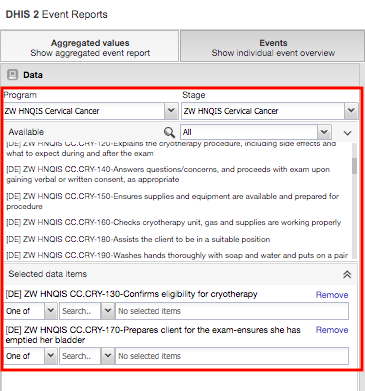 DHIS 2 Event Reports
Aggregated values
Show aggregated event report
Events
Show individual event overview
Data
Program
Stage
ZW HNQIS Cervical Cancer
ZW HNQIS Cervical Cancer
Available
All
[DE] ZW HNQIS CC.CRY-120-Explains the cryotherapy procedure, including side effects and
what to expect during and after the exam
[DE] ZW HNQIS CC.CRY-140-Answers questions/concerns, and proceeds with exam upon
gaining verbal or written consent, as appropriate
[DE] ZW HNQIS CC.CRY-150-Ensures supplies and equipment are available and prepared for
procedure
[DE] ZW HNQIS CC.CRY-160-Checks cryotherapy unit, gas and supplies are working properly
[DE] ZW HNQIS CC.CRY-180-Assists the client to be in a suitable position
[DE] ZW HNQIS CC.CRY-190-Washes hands thoroughly with soap and water and puts on a pair
Selected data items
[DE] ZW HNQIS CC.CRY-130-Confirms eligibility for cryotherapy
Remove
One of
Search..
No selected items
[DE] ZW HNQIS CC.CRY-170-Prepares client for the exam-ensures she has
emptied her bladder
Remove
One of
Search..
No selected items